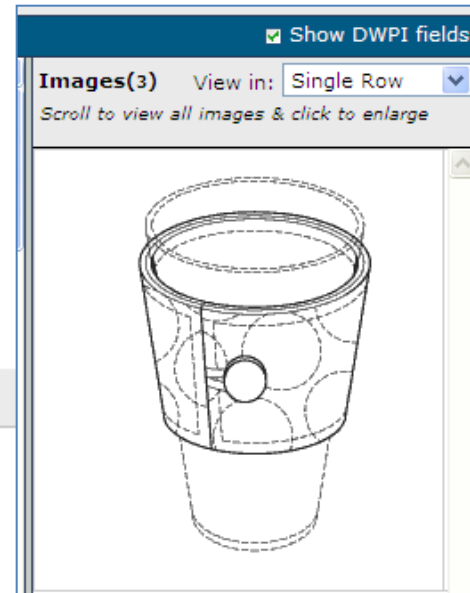 Show DWPI fields
Images(3) View in: Single Row
Scroll to view all images & click to enlarge